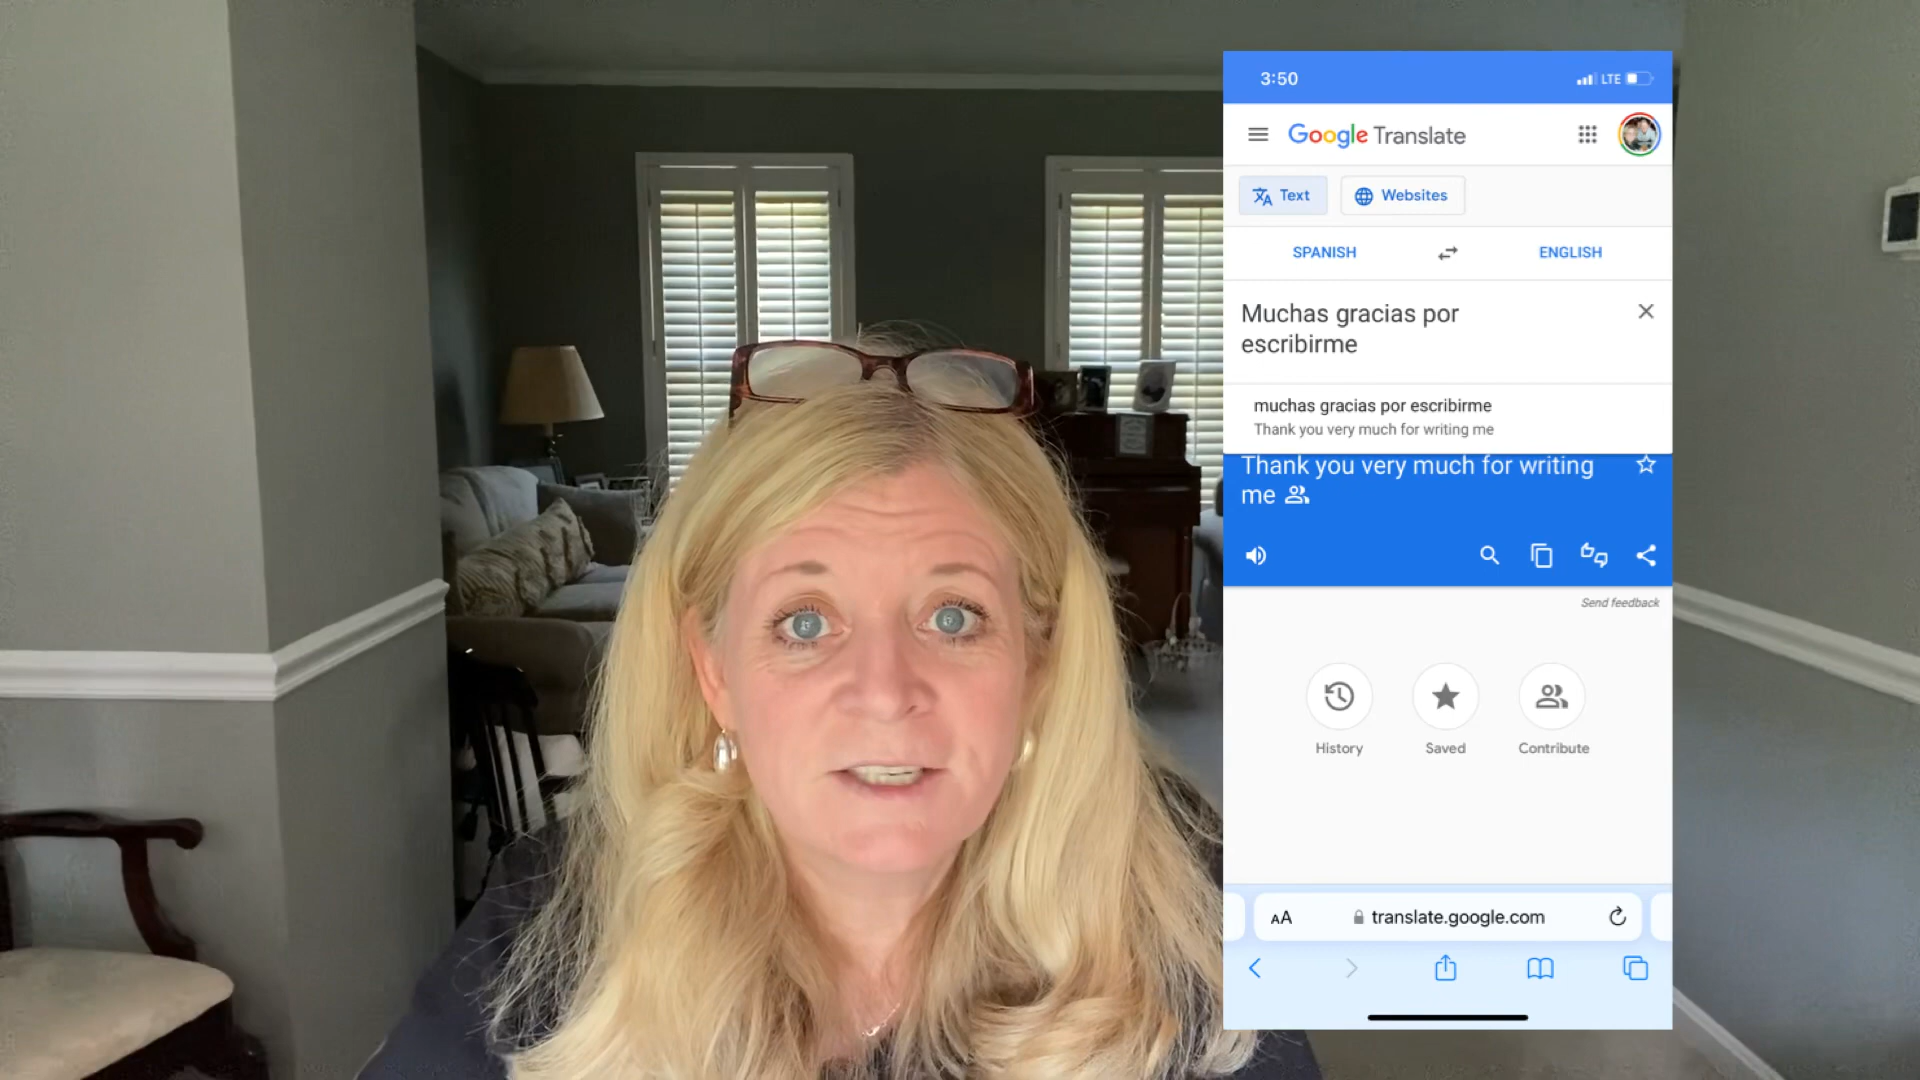 3:50
LTE
Google Translate
Text
Websites
SPANISH
ENGLISH
Muchas gracias por
escribirme
muchas gracias por escribirme
Thank you very much for writing me
Thank you very much for writing
me
Send feedback
History
Saved
Contribute
AA
translate.google.com